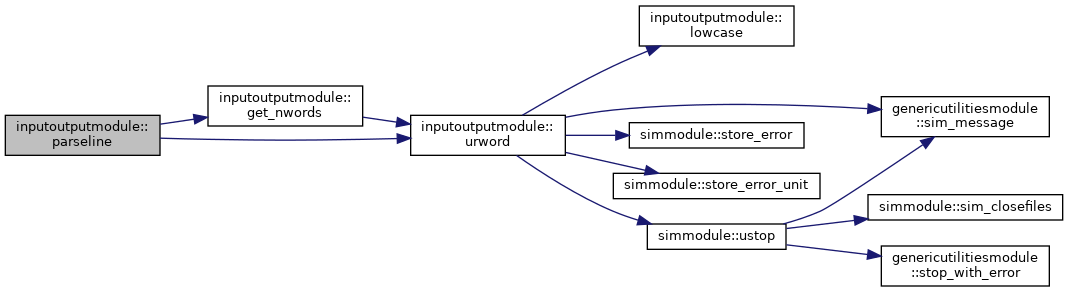 inputoutputmodule::
parseline
inputoutputmodule::
get_nwords
inputoutputmodule::
urword
inputoutputmodule::
lowcase
genericutilitiesmodule
::sim_message
simmodule::store_error
simmodule::store_error_unit
simmodule::ustop
simmodule::sim_closefiles
genericutilitiesmodule
::stop_with_error